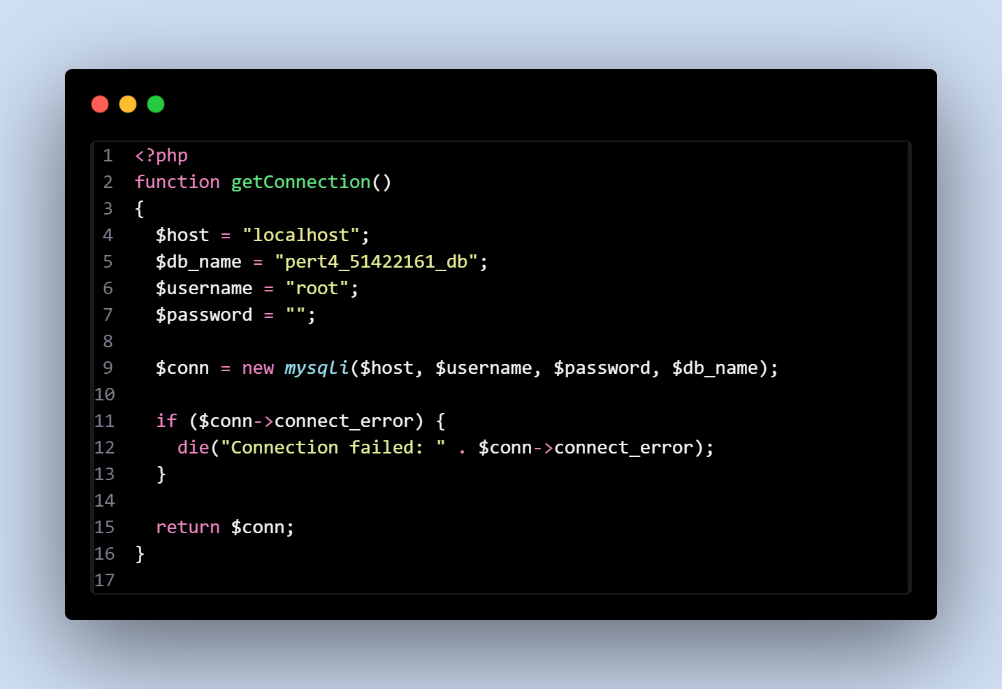 1 <?php
2 function getConnection()
3 {
4   $host = "localhost";
5   $db_name = "pert4_51422161_db";
6   $username = "root";
7   $password = "";
8
9   $conn = new mysqli($host, $username, $password, $db_name);
10
11   if ($conn->connect_error) {
12     die("Connection failed: " . $conn->connect_error);
13   }
14
15   return $conn;
16 }
17